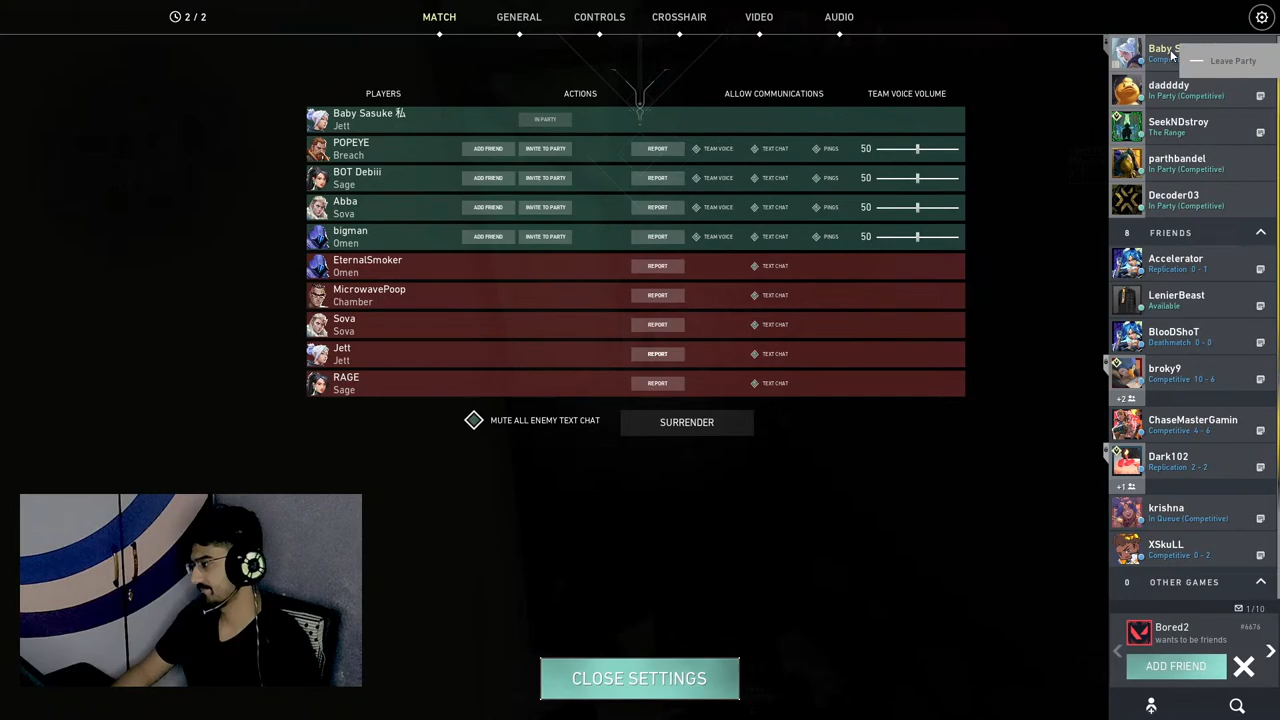 2 / 2
MATCH
GENERAL
CONTROLS
CROSSHAIR
VIDEO
AUDIO
PLAYERS
ACTIONS
ALLOW COMMUNICATIONS
TEAM VOICE VOLUME
Baby Sasuke 私
Jett
IN PARTY
POPEYE
Breach
ADD FRIEND
INVITE TO PARTY
REPORT
TEAM VOICE
TEXT CHAT
PINGS
50
BOT Debiii
Sage
ADD FRIEND
INVITE TO PARTY
REPORT
TEAM VOICE
TEXT CHAT
PINGS
50
Abba
Sova
ADD FRIEND
INVITE TO PARTY
REPORT
TEAM VOICE
TEXT CHAT
PINGS
50
bigman
Omen
ADD FRIEND
INVITE TO PARTY
REPORT
TEAM VOICE
TEXT CHAT
PINGS
50
EternalSmoker
Omen
REPORT
TEXT CHAT
MicrowavePoop
Chamber
REPORT
TEXT CHAT
Sova
Sova
REPORT
TEXT CHAT
Jett
Jett
REPORT
TEXT CHAT
RAGE
Sage
REPORT
TEXT CHAT
MUTE ALL ENEMY TEXT CHAT
SURRENDER
CLOSE SETTINGS
Baby
Leave Party
daddddy
In Party (Competitive)
SeekNDstroy
The Range
parthbandel
In Party (Competitive)
Decoder03
In Party (Competitive)
8 FRIENDS
Accelerator
Replication 0 - 1
LenierBeast
Available
BlooDShoT
Deathmatch 0 - 0
broky9
Competitive 10 - 6
+2
ChaseMasterGamin
Competitive 4 - 6
Dark102
Replication 2 - 2
+1
krishna
In Queue (Competitive)
XSkuLL
Competitive 0 - 2
0 OTHER GAMES
1/10
Bored2
#6676
wants to be friends
ADD FRIEND